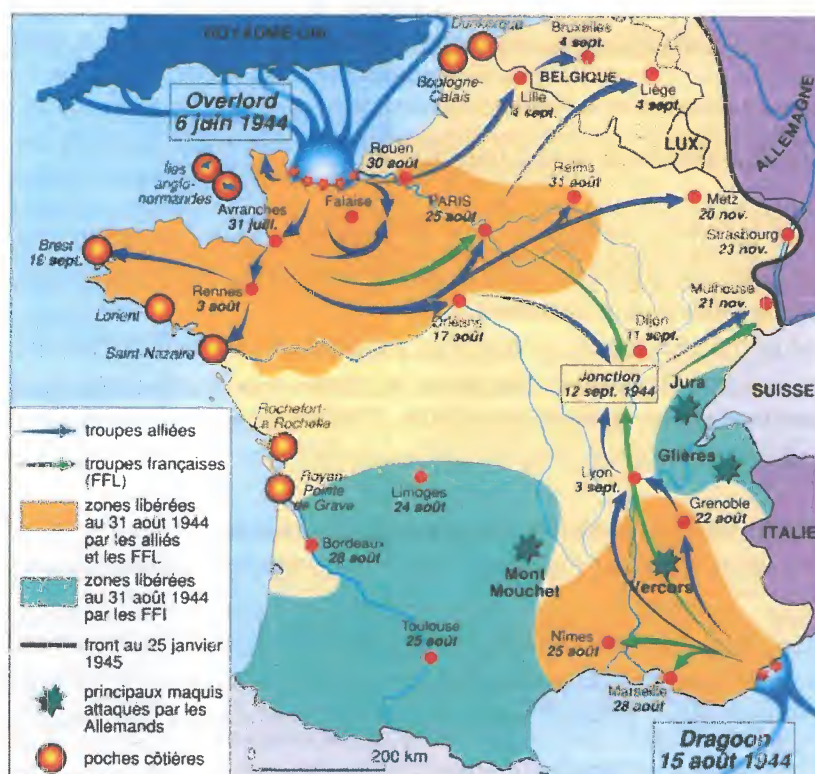 ROYAUME-UNI
Dunkerque
Bruxelles
4 sept.
BELGIQUE
Boulogne-
Calais
Lille
4 sept.
Liège
4 sept.
ALLEMAGNE
Overlord
6 juin 1944
LUX.
Rouen
30 août
Iles
anglo-
normandes
Avranches
31 juil.
Falaise
PARIS
25 août
Reims
31 août
Metz
20 nov.
Strasbourg
23 nov.
Brest
19 sept.
Rennes
3 août
Lorient
Saint-Nazaire
Orléans
17 août
Dijon
11 sept.
Mulhouse
21 nov.
Jonction
12 sept. 1944
Jura
SUISSE
Glières
Rochefort-
La Rochelle
Royan-
Pointe
de Grave
Limoges
24 août
Lyon
3 sept.
Grenoble
22 août
ITALIE
Bordeaux
28 août
Mont
Mouchet
Vercors
Toulouse
25 août
Nîmes
25 août
Marseille
28 août
Dragoon
15 août 1944
0 200 km
troupes alliées
troupes françaises
(FFL)
zones libérées
au 31 août 1944
par les alliés
et les FFL
zones libérées
au 31 août 1944
par les FFI
front au 25 janvier
1945
principaux maquis
attaqués par les
Allemands
poches côtières